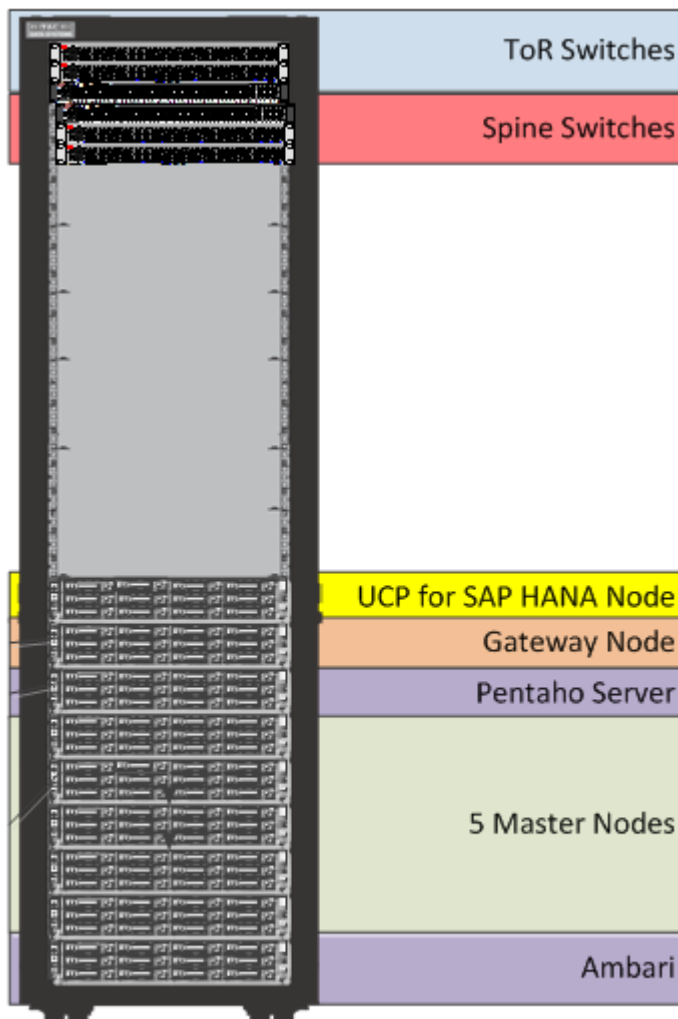 ToR Switches
Spine Switches
UCP for SAP HANA Node
Gateway Node
Pentaho Server
5 Master Nodes
Ambari